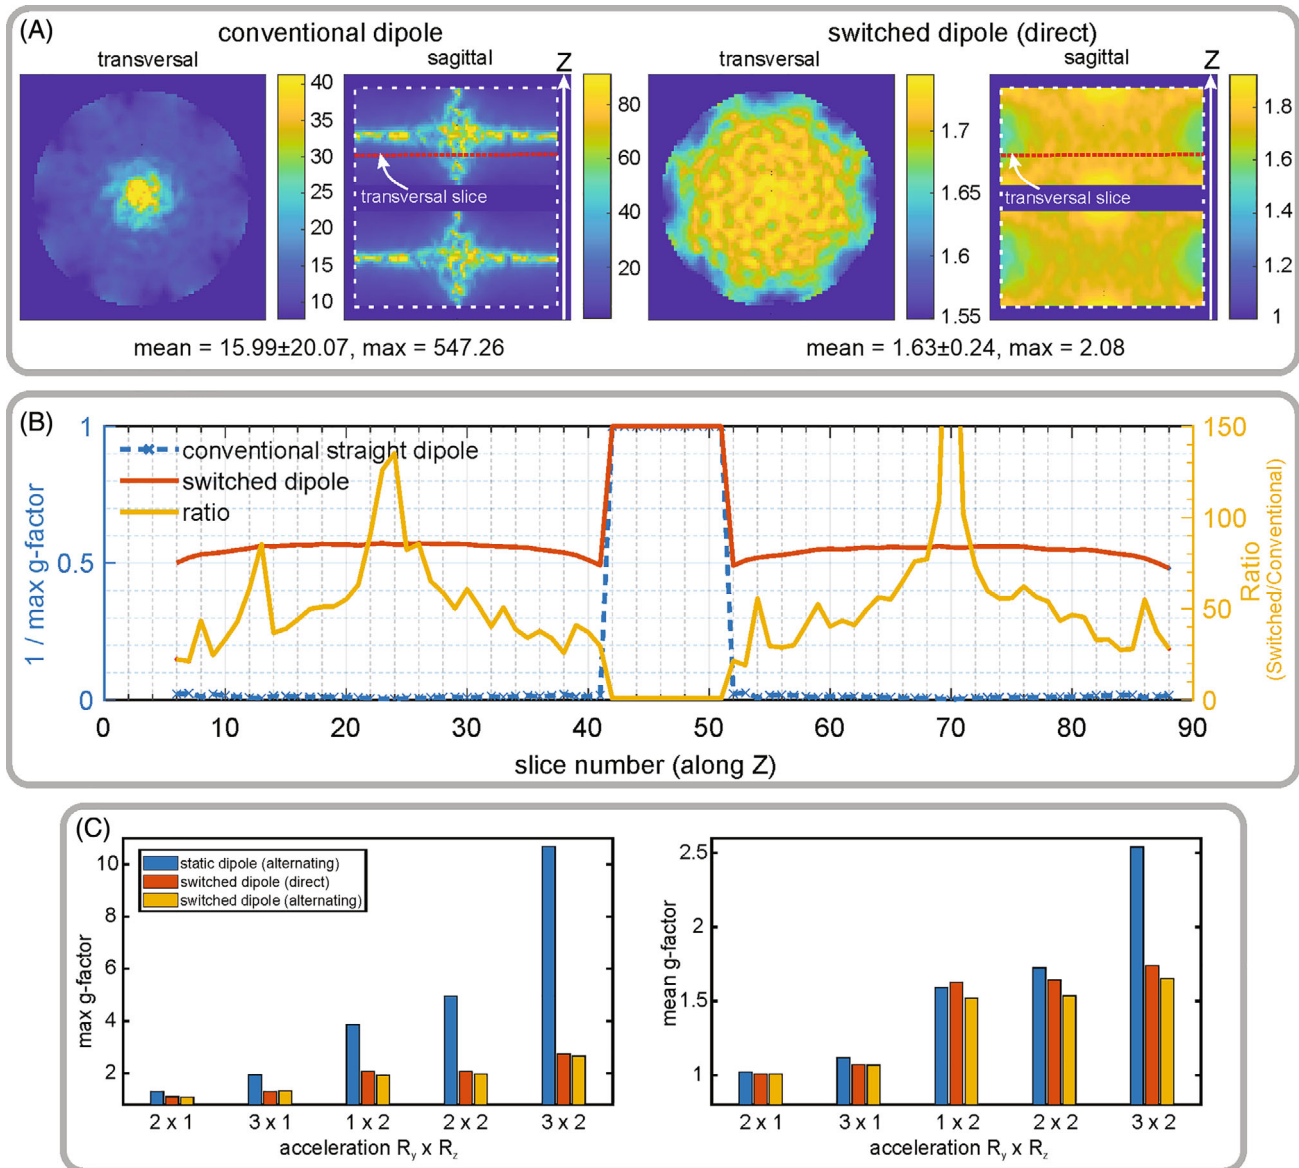 (A)
conventional dipole
switched dipole (direct)
transversal
sagittal
Z
transversal
sagittal
Z
40
35
30
25
20
15
10
transversal slice
80
60
40
20
1.7
1.65
1.6
1.55
transversal slice
1.8
1.6
1.4
1.2
1
mean = 15.99±20.07, max = 547.26
mean = 1.63±0.24, max = 2.08
(B)
1 / max g-factor
1
0.5
0
conventional straight dipole
switched dipole
ratio
150
100
50
0
Ratio
(Switched/Conventional)
0 10 20 30 40 50 60 70 80 90
slice number (along Z)
(C)
max g-factor
10
8
6
4
2
static dipole (alternating)
switched dipole (direct)
switched dipole (alternating)
2 x 1 3 x 1 1 x 2 2 x 2 3 x 2
acceleration Ry x Rz
mean g-factor
2.5
2
1.5
1
2 x 1 3 x 1 1 x 2 2 x 2 3 x 2
acceleration Ry x Rz